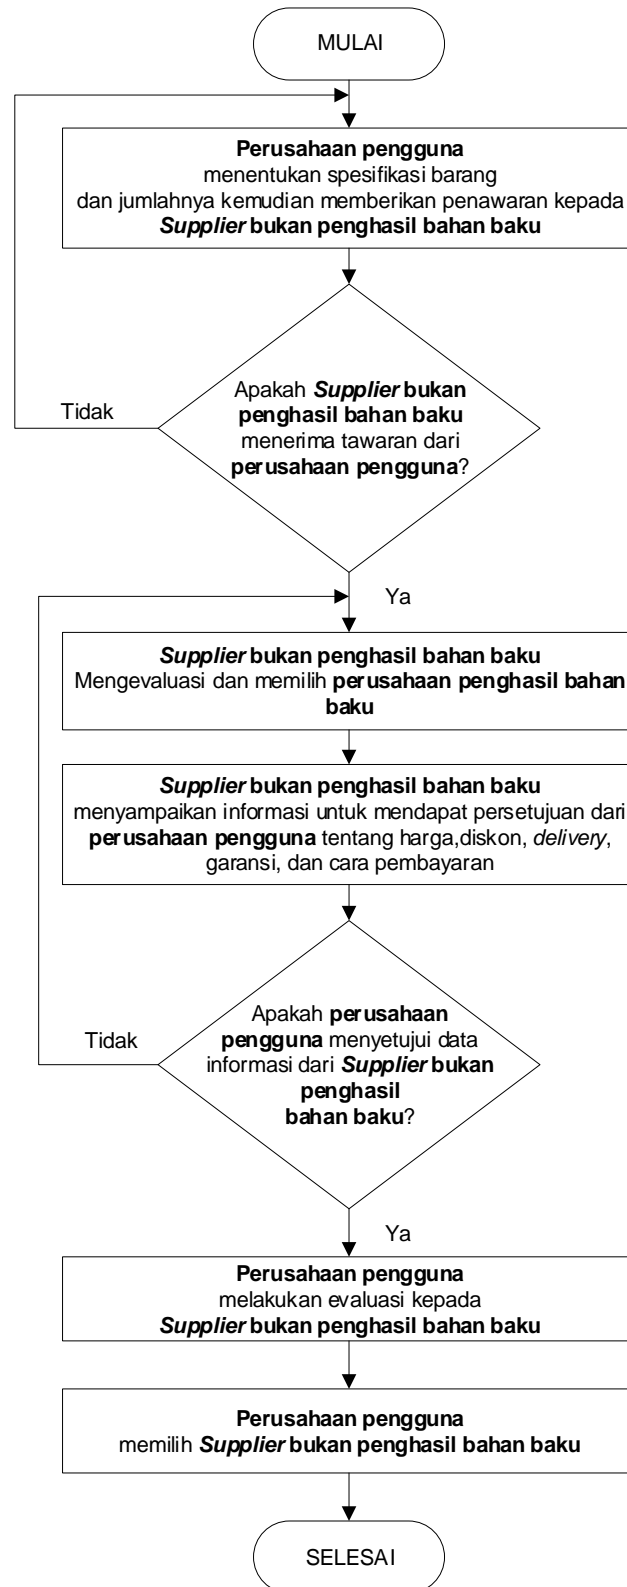 MULAI
Perusahaan pengguna
menentukan spesifikasi barang
dan jumlahnya kemudian memberikan penawaran kepada
Supplier bukan penghasil bahan baku
Apakah Supplier bukan
penghasil bahan baku
menerima tawaran dari
perusahaan pengguna?
Tidak
Ya
Supplier bukan penghasil bahan baku
Mengevaluasi dan memilih perusahaan penghasil bahan
baku
Supplier bukan penghasil bahan baku
menyampaikan informasi untuk mendapat persetujuan dari
perusahaan pengguna tentang harga,diskon, delivery,
garansi, dan cara pembayaran
Apakah perusahaan
pengguna menyetujui data
informasi dari Supplier bukan
penghasil
bahan baku?
Tidak
Ya
Perusahaan pengguna
melakukan evaluasi kepada
Supplier bukan penghasil bahan baku
Perusahaan pengguna
memilih Supplier bukan penghasil bahan baku
SELESAI